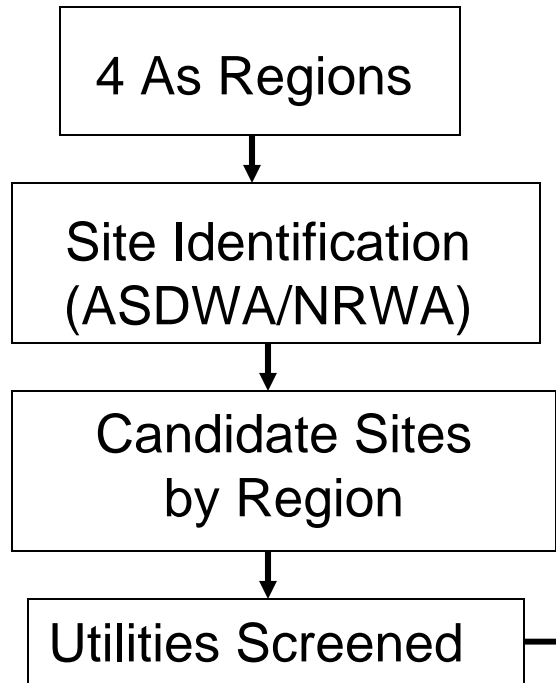 4 As Regions
Site Identification
(ASDWA/NRWA)
Candidate Sites
by Region
Utilities Screened